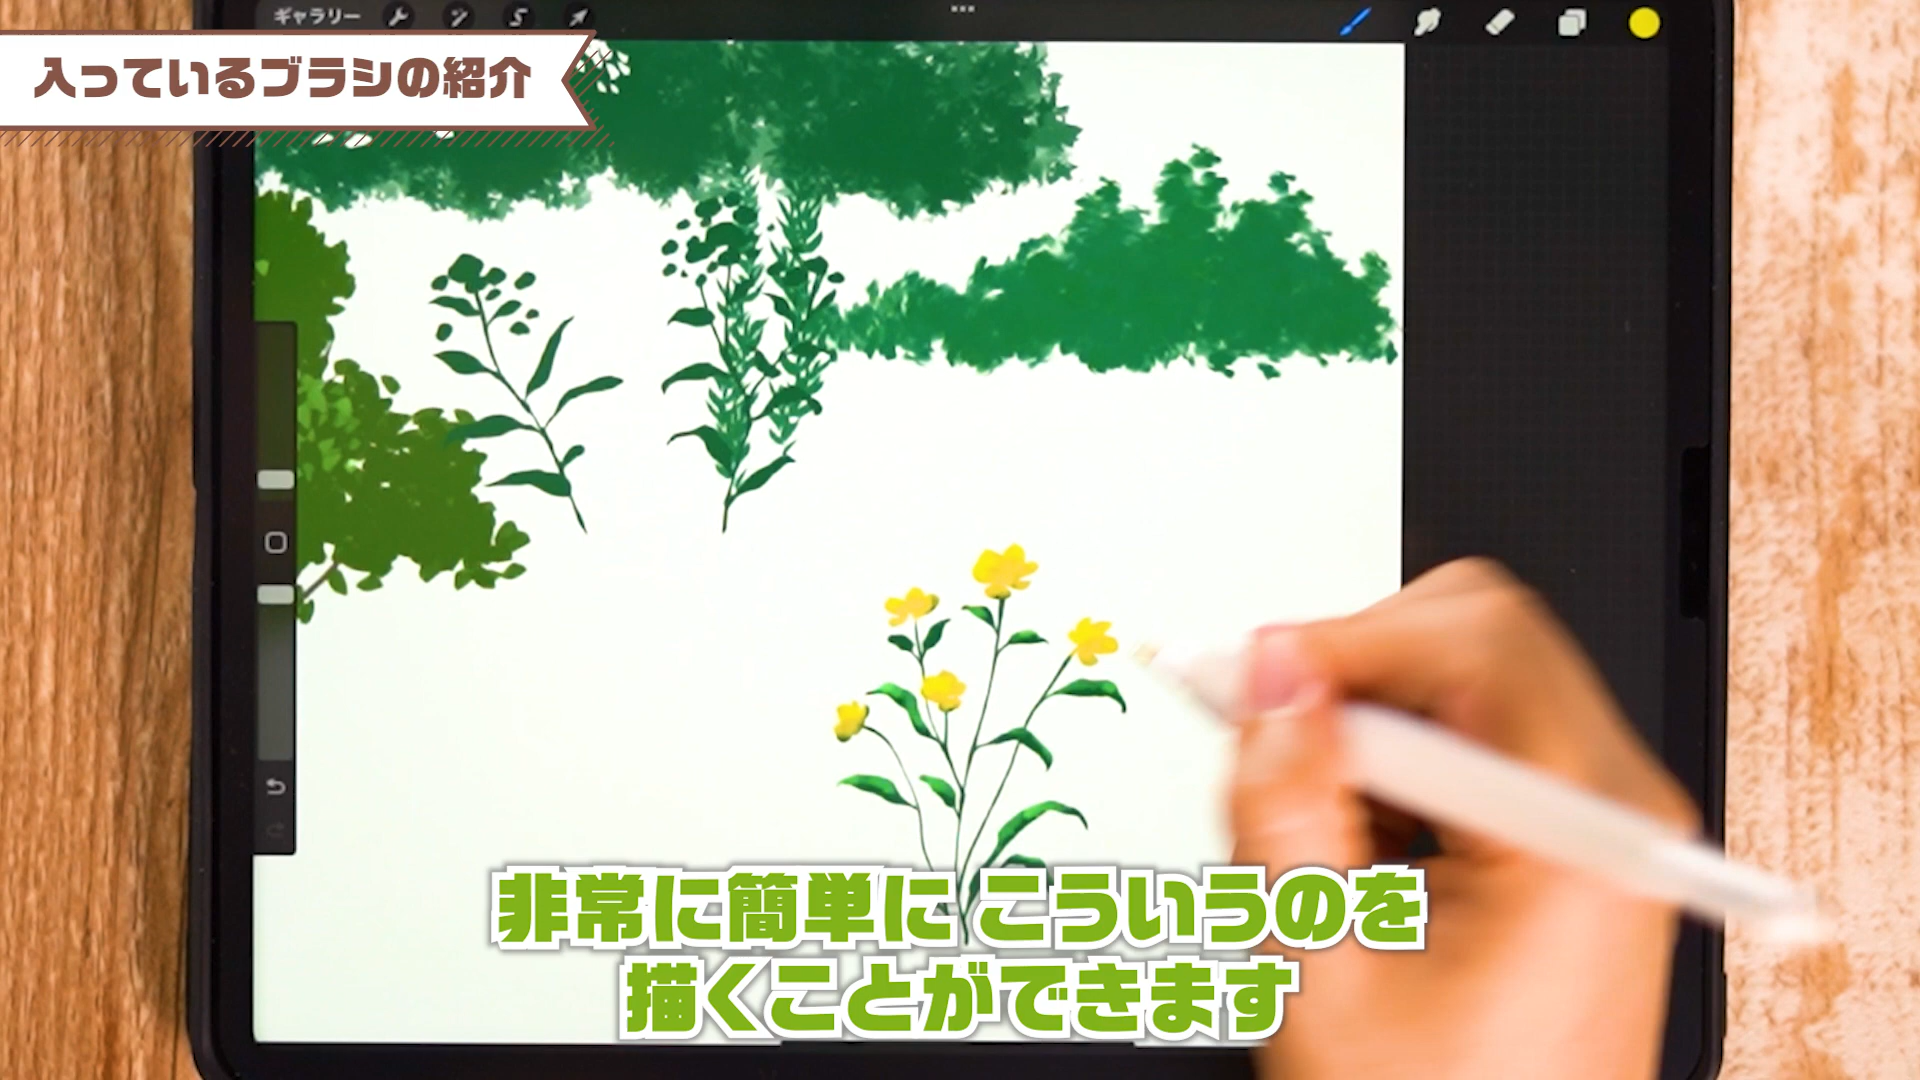 ギャラリー
入っているブラシの紹介
非常に簡単に こういうのを
描くことができます